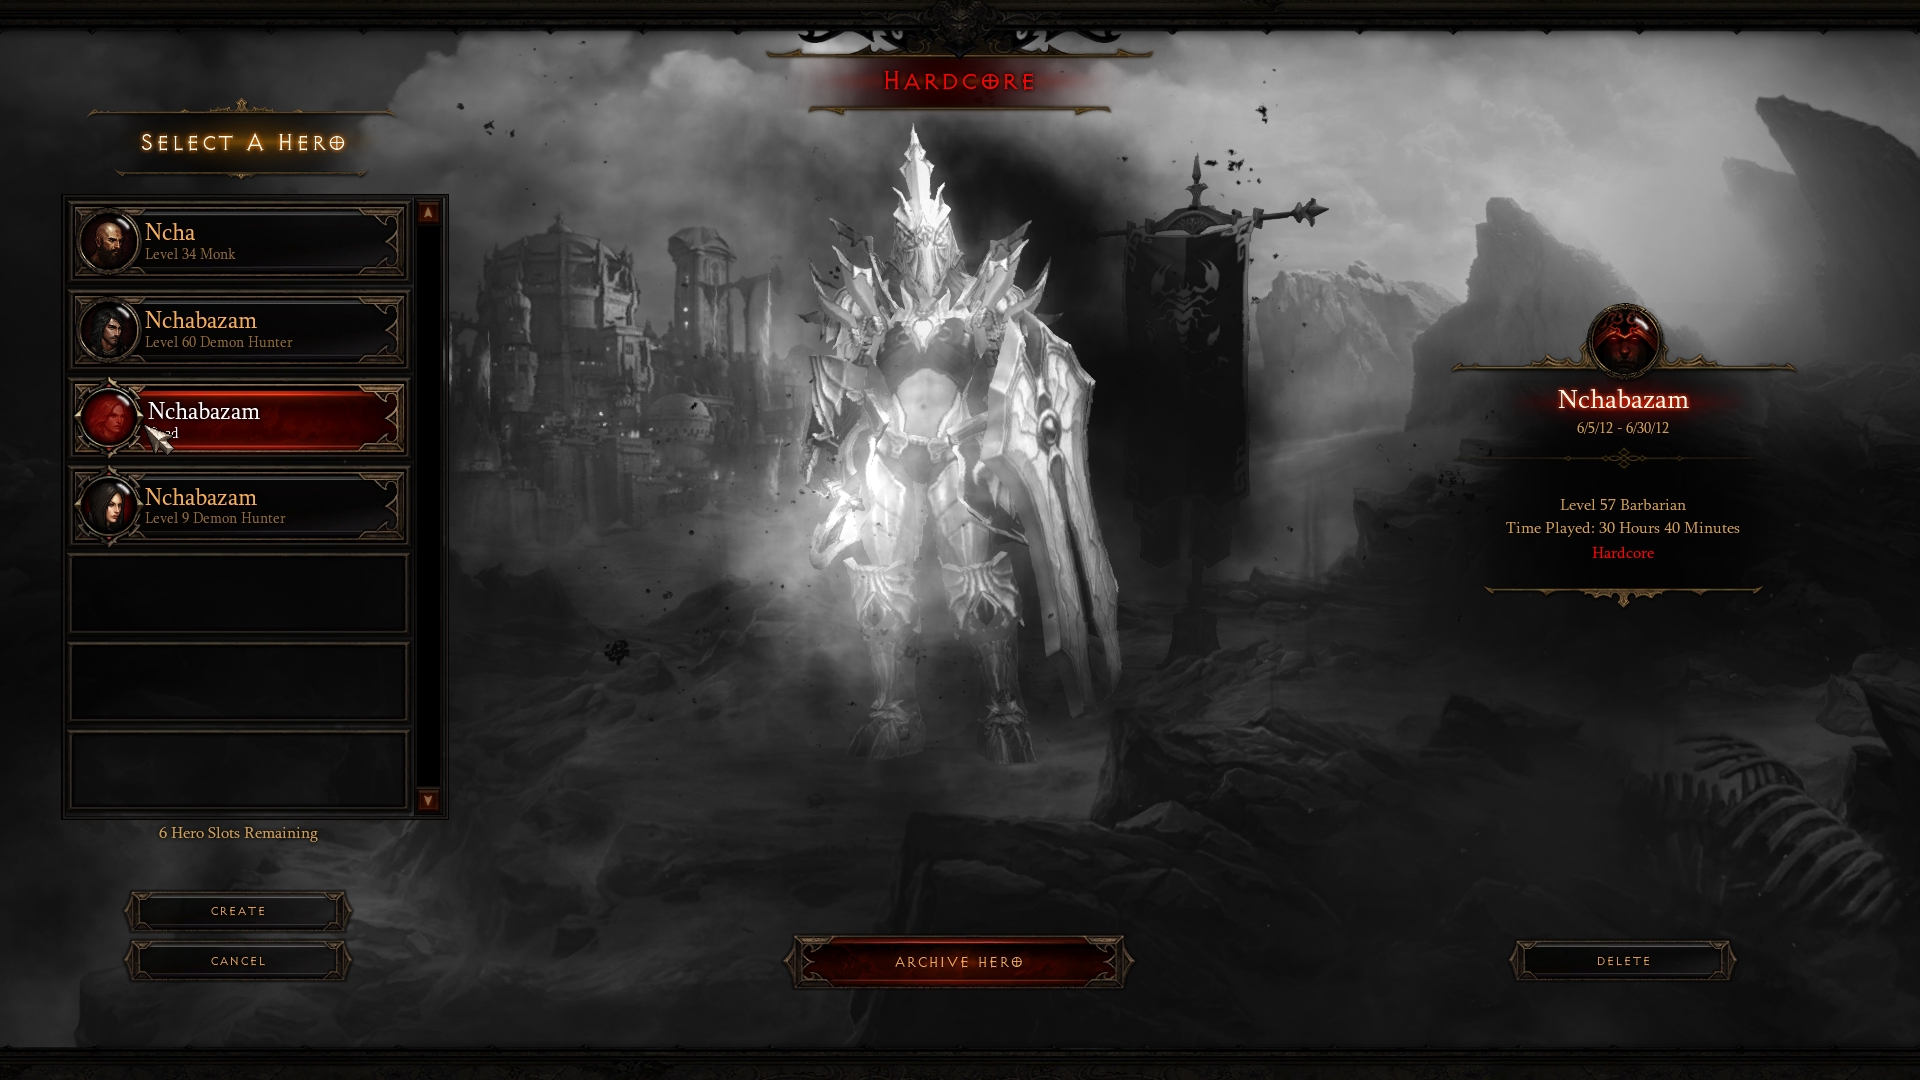 HARDCORE
SELECT A HERO
Ncha
Level 34 Monk
Nchabazam
Level 60 Demon Hunter
Nchabazam
Nchabazam
Level 9 Demon Hunter
6 Hero Slots Remaining
CREATE
CANCEL
ARCHIVE HERO
Nchabazam
6/5/12 - 6/30/12
Level 57 Barbarian
Time Played: 30 Hours 40 Minutes
Hardcore
DELETE